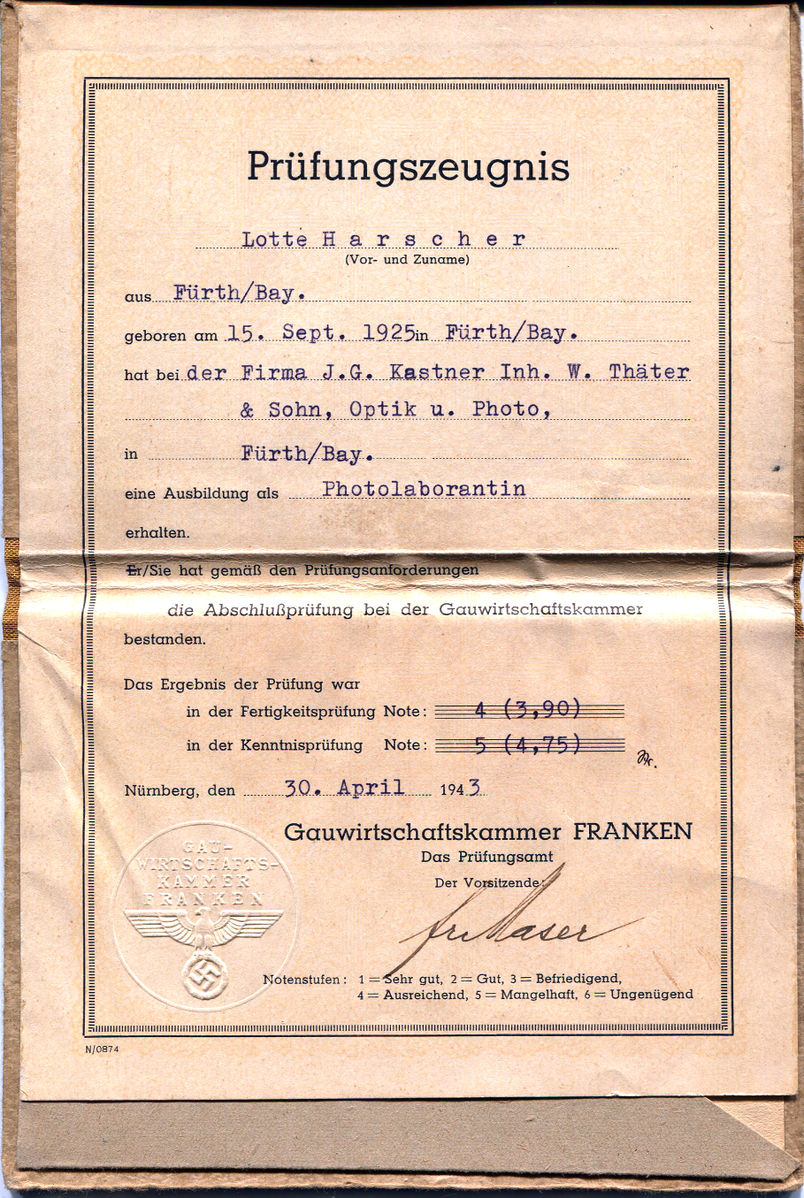 Prüfungszeugnis
Lotte H a r s c h e r
(Vor- und Zuname)
aus Fürth/Bay.
geboren am 15. Sept. 1925 in Fürth/Bay.
hat bei der Firma J.G. Kastner Inh. W. Thäter
& Sohn, Optik u. Photo,
in Fürth/Bay.
eine Ausbildung als Photolaborantin
erhalten.
Er/Sie hat gemäß den Prüfungsanforderungen
die Abschlußprüfung bei der Gauwirtschaftskammer
bestanden.
Das Ergebnis der Prüfung war
in der Fertigkeitsprüfung Note: 4 (3,90)
in der Kenntnisprüfung Note: 5 (4,75)
Nürnberg, den 30. April 1943
Gauwirtschaftskammer FRANKEN
Das Prüfungsamt
Der Vorsitzende:
GAU-
WIRTSCHAFTS-
KAMMER
FRANKEN
Fr. Maser
Notenstufen: 1 = Sehr gut, 2 = Gut, 3 = Befriedigend,
4 = Ausreichend, 5 = Mangelhaft, 6 = Ungenügend
N/0874